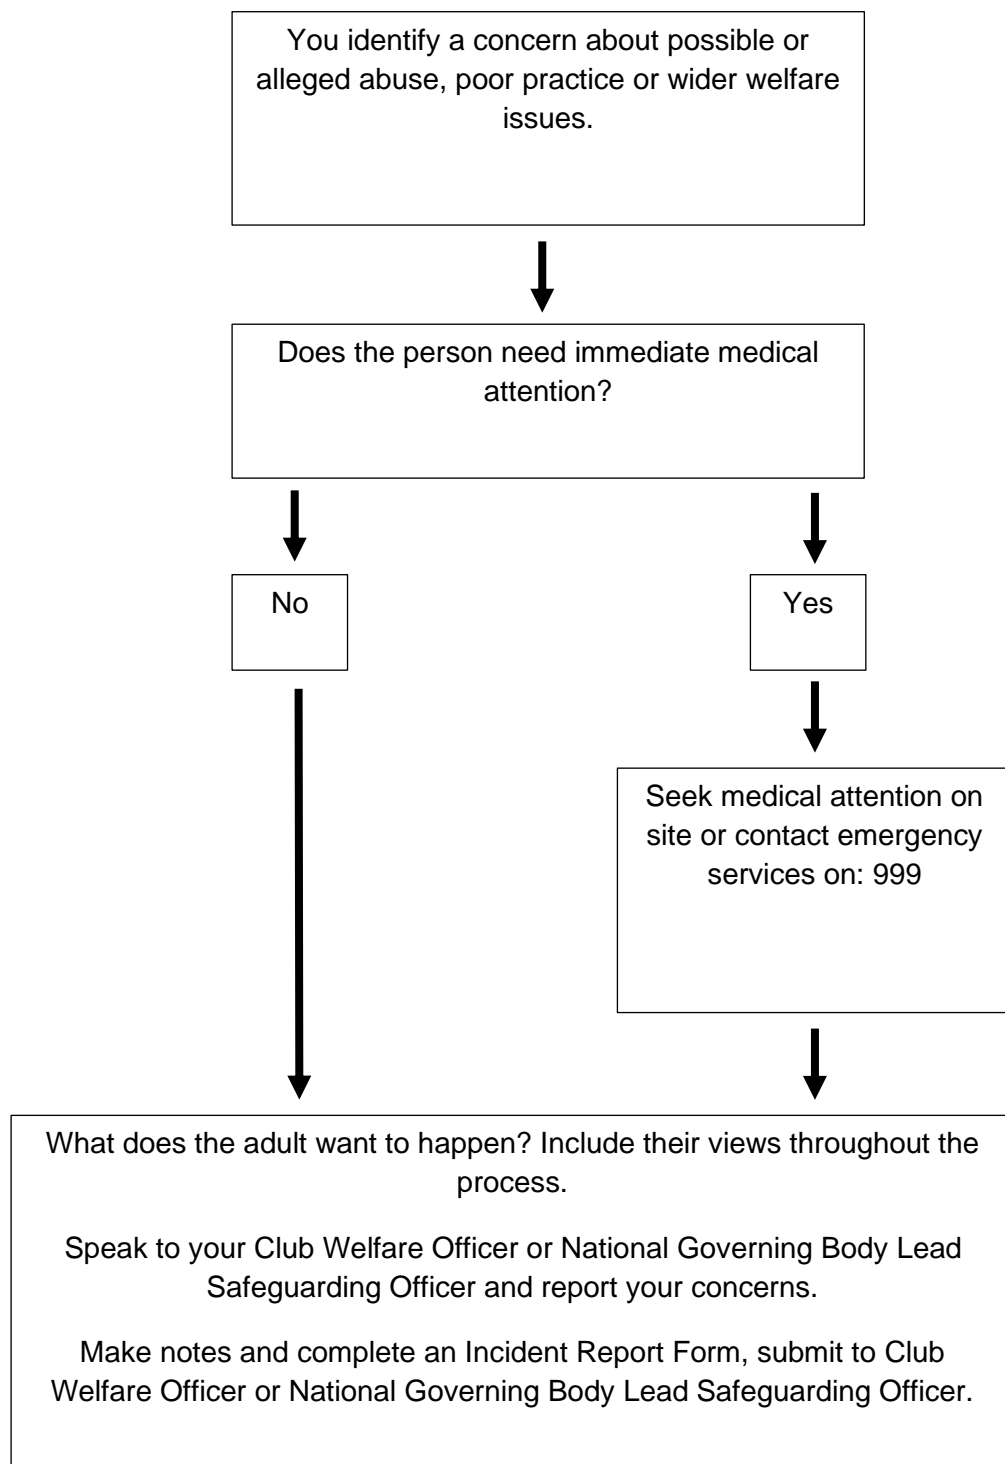 You identify a concern about possible or
alleged abuse, poor practice or wider welfare
issues.
Does the person need immediate medical
attention?
No
Yes
Seek medical attention on
site or contact emergency
services on: 999
What does the adult want to happen? Include their views throughout the
process.
Speak to your Club Welfare Officer or National Governing Body Lead
Safeguarding Officer and report your concerns.
Make notes and complete an Incident Report Form, submit to Club
Welfare Officer or National Governing Body Lead Safeguarding Officer.